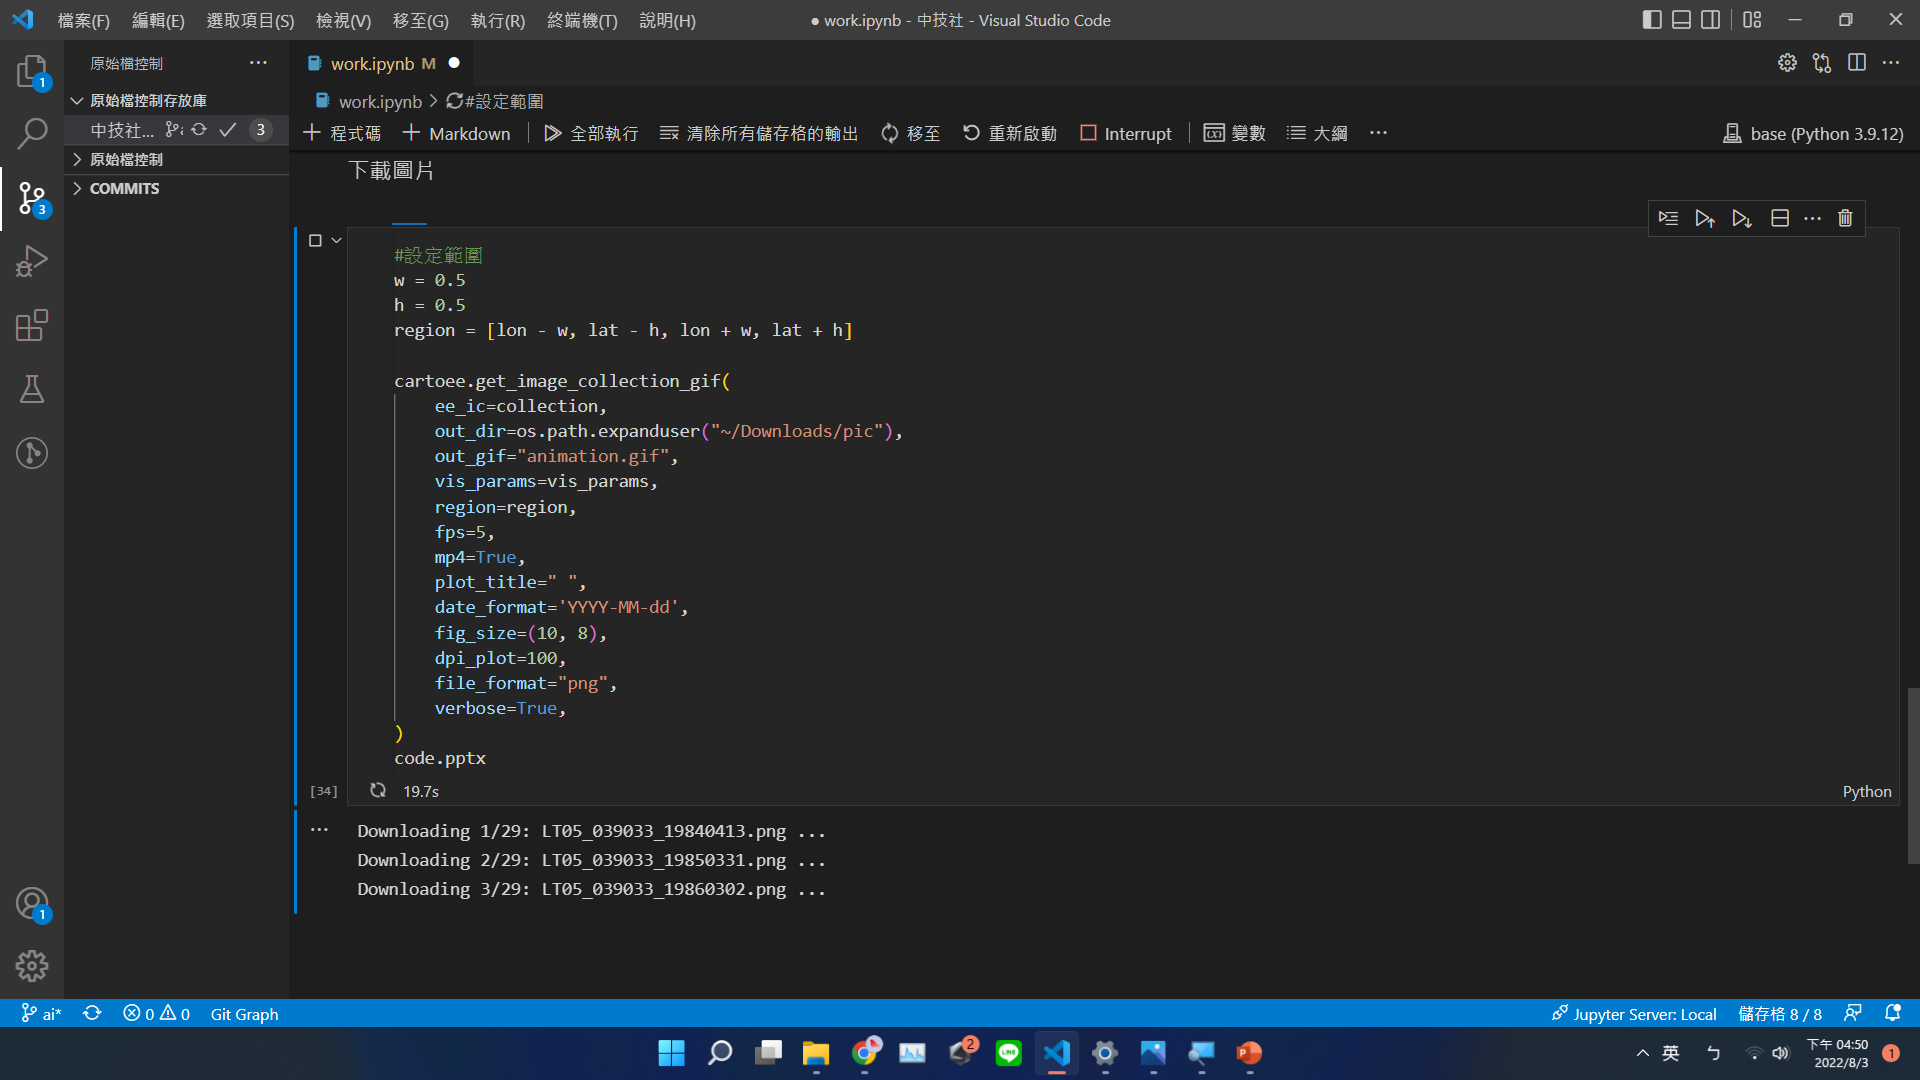 檔案(F) 編輯(E) 選取項目(S) 檢視(V) 移至(G) 執行(R) 終端機(T) 說明(H)
● work.ipynb - 中技社 - Visual Studio Code
原始檔控制
work.ipynb M
原始檔控制存放庫
work.ipynb > #設定範圍
中技社... 3
程式碼 Markdown 全部執行 清除所有儲存格的輸出 移至 重新啟動 Interrupt 變數 大綱
base (Python 3.9.12)
原始檔控制
COMMITS
下載圖片
#設定範圍
w = 0.5
h = 0.5
region = [lon - w, lat - h, lon + w, lat + h]
cartoee.get_image_collection_gif(
ee_ic=collection,
out_dir=os.path.expanduser("~/Downloads/pic"),
out_gif="animation.gif",
vis_params=vis_params,
region=region,
fps=5,
mp4=True,
plot_title=" ",
date_format='YYYY-MM-dd',
fig_size=(10, 8),
dpi_plot=100,
file_format="png",
verbose=True,
)
code.pptx
[34] 19.7s Python
Downloading 1/29: LT05_039033_19840413.png ...
Downloading 2/29: LT05_039033_19850331.png ...
Downloading 3/29: LT05_039033_19860302.png ...
1
3
1
ai* 0 0 Git Graph
Jupyter Server: Local 儲存格 8 / 8
2
英 ㄅ
下午 04:50
2022/8/3
1